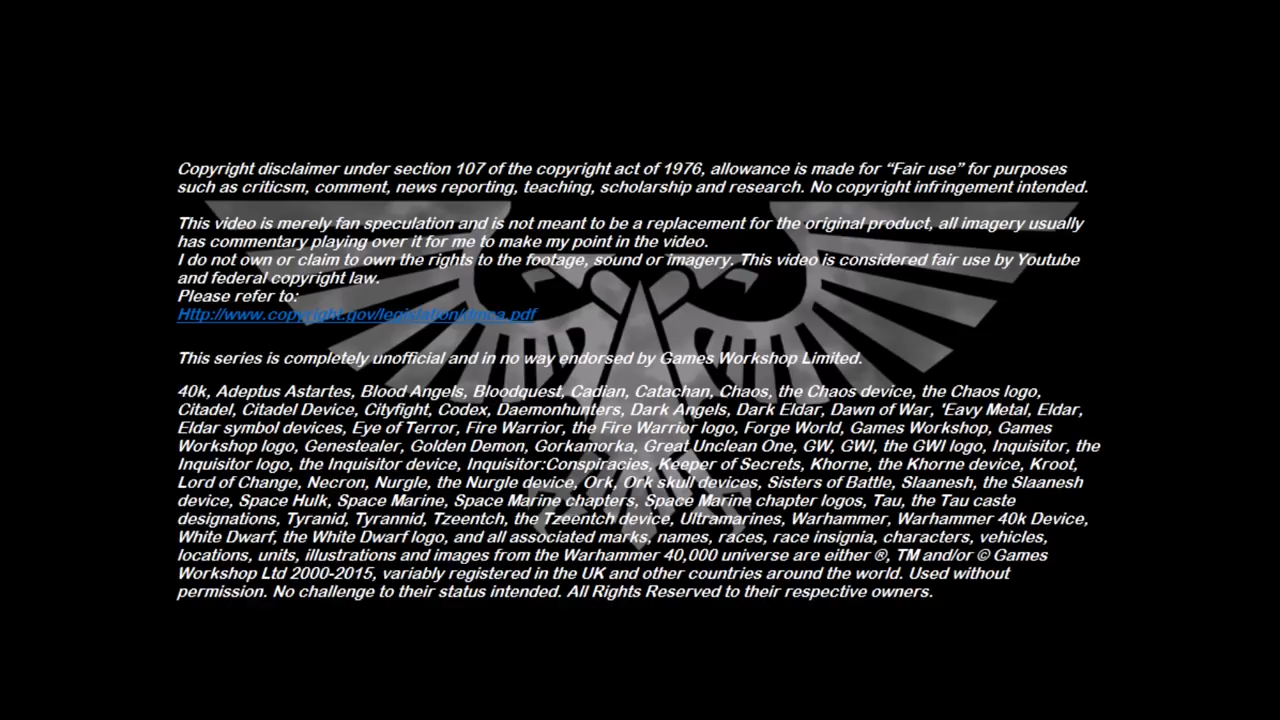 Copyright disclaimer under section 107 of the copyright act of 1976, allowance is made for “Fair use” for purposes
such as criticsm, comment, news reporting, teaching, scholarship and research. No copyright infringement intended.
This video is merely fan speculation and is not meant to be a replacement for the original product, all imagery usually
has commentary playing over it for me to make my point in the video.
I do not own or claim to own the rights to the footage, sound or imagery. This video is considered fair use by Youtube
and federal copyright law.
Please refer to:
Http://www.copyright.gov/legislation/dmca.pdf
This series is completely unofficial and in no way endorsed by Games Workshop Limited.
40k, Adeptus Astartes, Blood Angels, Bloodquest, Cadian, Catachan, Chaos, the Chaos device, the Chaos logo,
Citadel, Citadel Device, Cityfight, Codex, Daemonhunters, Dark Angels, Dark Eldar, Dawn of War, 'Eavy Metal, Eldar,
Eldar symbol devices, Eye of Terror, Fire Warrior, the Fire Warrior logo, Forge World, Games Workshop, Games
Workshop logo, Genestealer, Golden Demon, Gorkamorka, Great Unclean One, GW, GWI, the GWI logo, Inquisitor, the
Inquisitor logo, the Inquisitor device, Inquisitor:Conspiracies, Keeper of Secrets, Khorne, the Khorne device, Kroot,
Lord of Change, Necron, Nurgle, the Nurgle device, Ork, Ork skull devices, Sisters of Battle, Slaanesh, the Slaanesh
device, Space Hulk, Space Marine, Space Marine chapters, Space Marine chapter logos, Tau, the Tau caste
designations, Tyranid, Tyrannid, Tzeentch, the Tzeentch device, Ultramarines, Warhammer, Warhammer 40k Device,
White Dwarf, the White Dwarf logo, and all associated marks, names, races, race insignia, characters, vehicles,
locations, units, illustrations and images from the Warhammer 40,000 universe are either ®, TM and/or © Games
Workshop Ltd 2000-2015, variably registered in the UK and other countries around the world. Used without
permission. No challenge to their status intended. All Rights Reserved to their respective owners.